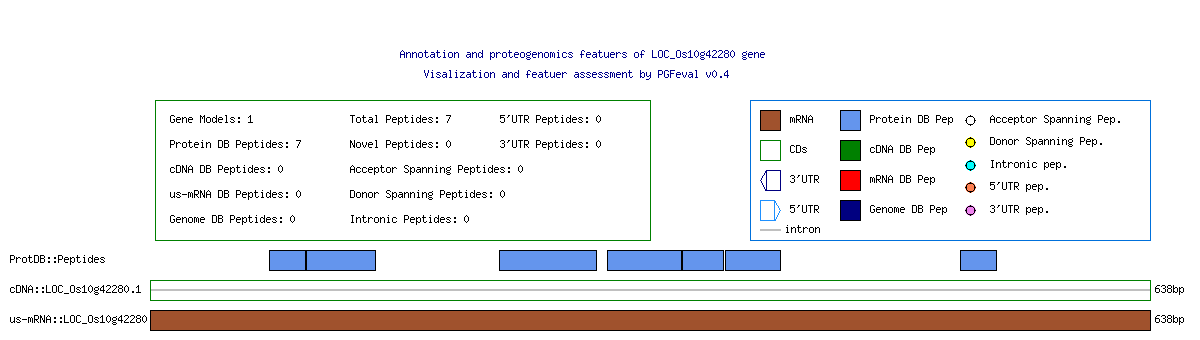 Annotation and proteogenomics featuers of LOC_Os10g42280 gene
Visalization and featuer assessment by PGFeval v0.4
Gene Models: 1 Total Peptides: 7 5'UTR Peptides: 0
Protein DB Peptides: 7 Novel Peptides: 0 3'UTR Peptides: 0
cDNA DB Peptides: 0 Acceptor Spanning Peptides: 0
us-mRNA DB Peptides: 0 Donor Spanning Peptides: 0
Genome DB Peptides: 0 Intronic Peptides: 0
mRNA Protein DB Pep Acceptor Spanning Pep.
CDs cDNA DB Pep Donor Spanning Pep.
3'UTR mRNA DB Pep Intronic pep.
5'UTR Genome DB Pep 5'UTR pep.
intron 3'UTR pep.
ProtDB::Peptides
cDNA::LOC_Os10g42280.1 638bp
us-mRNA::LOC_Os10g42280 638bp